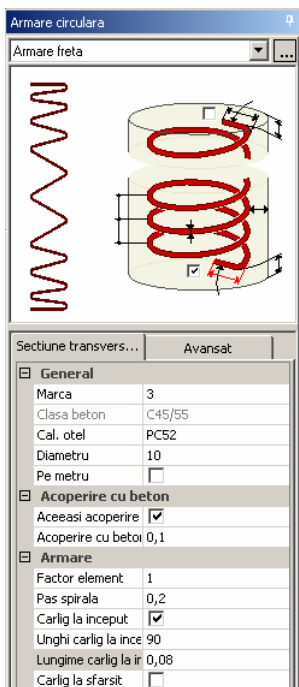 Armare circulara
Armare freta
...
Sectiune transvers... Avansat
General
Marca 3
Clasa beton C45/55
Cal. otel PC52
Diametru 10
Pe metru
Acoperire cu beton
Aceeasi acoperire
Acoperire cu betor 0,1
Armare
Factor element 1
Pas spirala 0,2
Carlig la inceput
Unghi carlig la ince 90
Lungime carlig la ir 0,08
Carlig la sfarsit